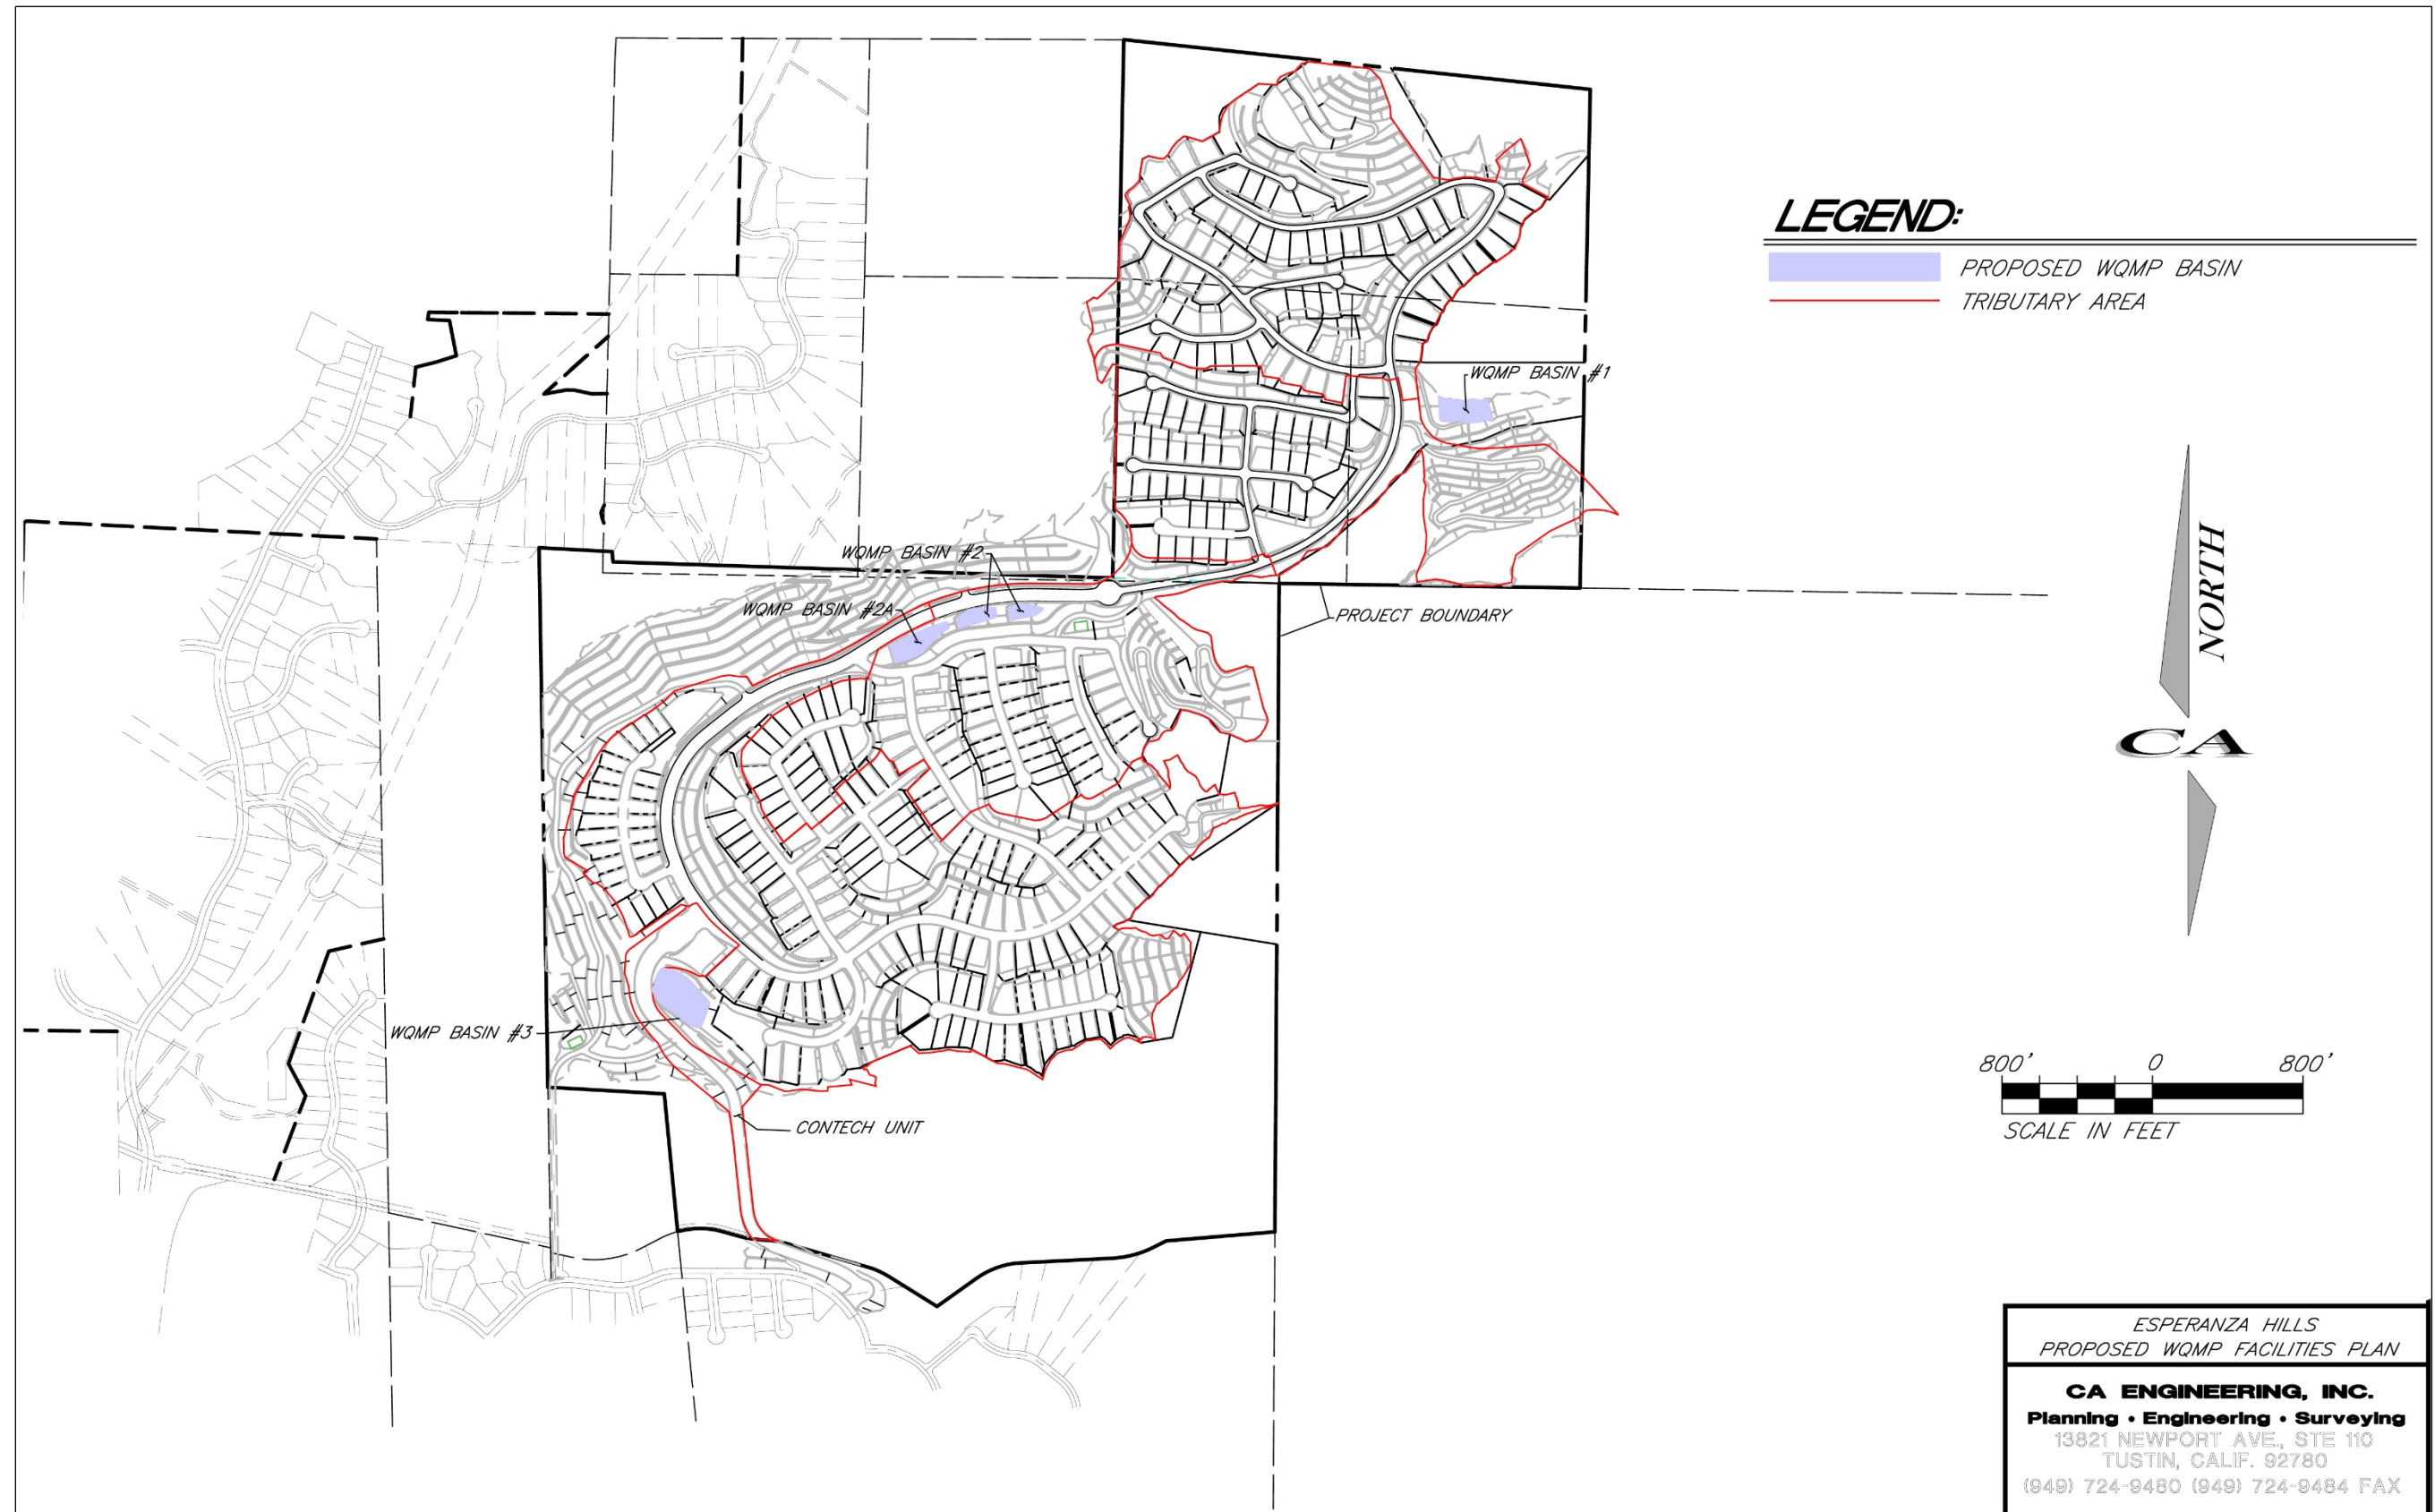 LEGEND:
PROPOSED WQMP BASIN
TRIBUTARY AREA
WQMP BASIN #1
WQMP BASIN #2
WQMP BASIN #2A
PROJECT BOUNDARY
NORTH
CA
WQMP BASIN #3
CONTECH UNIT
800' 0 800'
SCALE IN FEET
ESPERANZA HILLS
PROPOSED WQMP FACILITIES PLAN
CA ENGINEERING, INC.
Planning • Engineering • Surveying
13821 NEWPORT AVE., STE 110
TUSTIN, CALIF. 92780
(949) 724-9480 (949) 724-9484 FAX